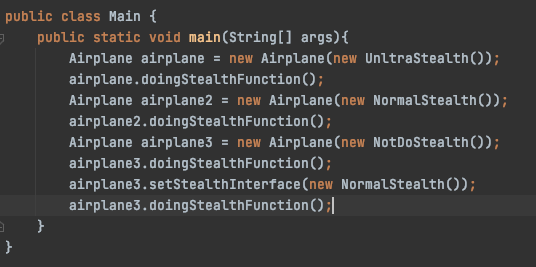 public class Main {
    public static void main(String[] args){
        Airplane airplane = new Airplane(new UnltraStealth());
        airplane.doingStealthFunction();
        Airplane airplane2 = new Airplane(new NormalStealth());
        airplane2.doingStealthFunction();
        Airplane airplane3 = new Airplane(new NotDoStealth());
        airplane3.doingStealthFunction();
        airplane3.setStealthInterface(new NormalStealth());
        airplane3.doingStealthFunction();
    }
}